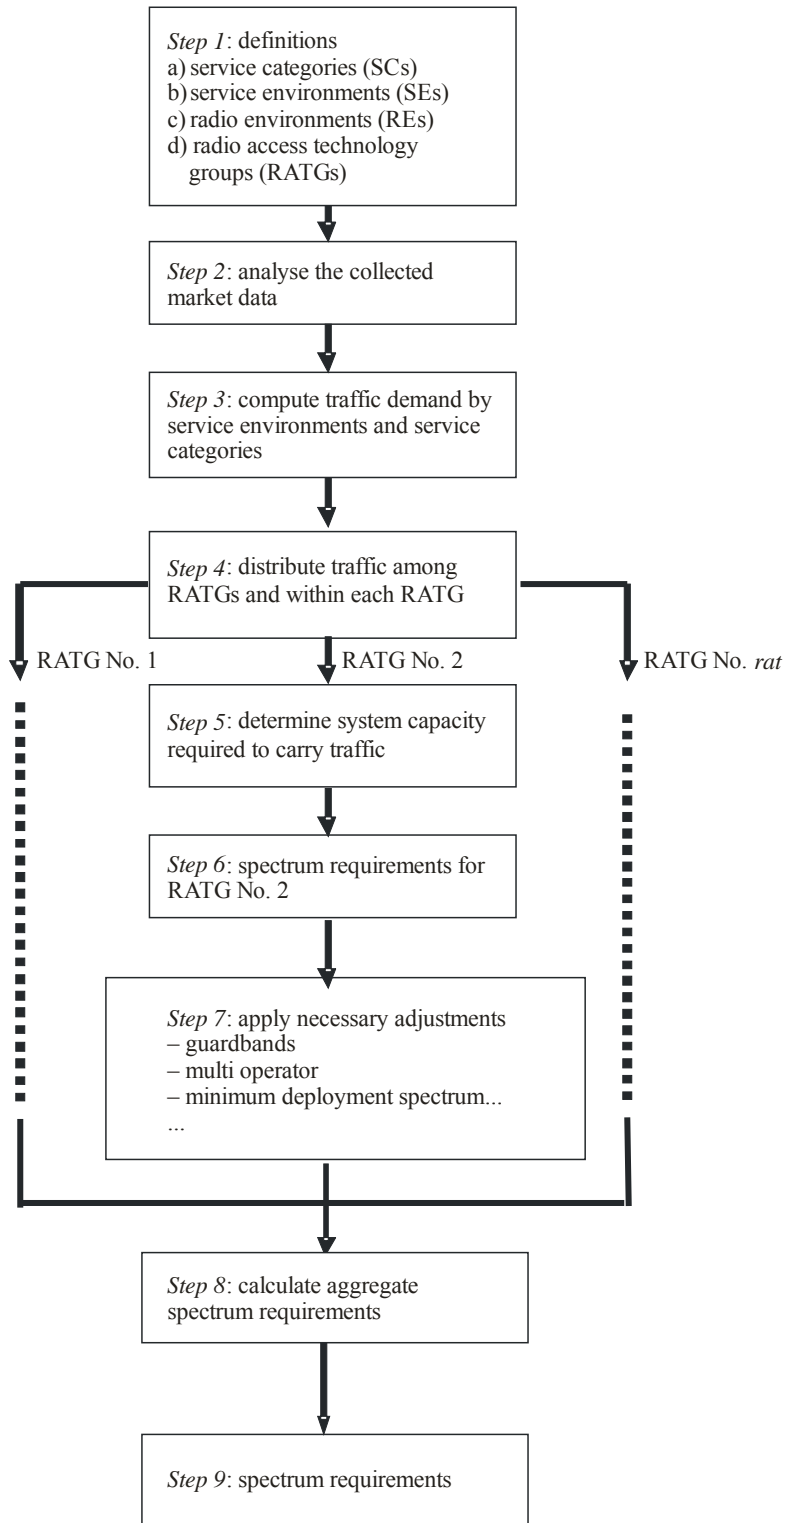 Step 1: definitions
a) service categories (SCs)
b) service environments (SEs)
c) radio environments (REs)
d) radio access technology
groups (RATGs)
Step 2: analyse the collected
market data
Step 3: compute traffic demand by
service environments and service
categories
Step 4: distribute traffic among
RATGs and within each RATG
RATG No. 1
RATG No. 2
RATG No. rat
Step 5: determine system capacity
required to carry traffic
Step 6: spectrum requirements for
RATG No. 2
Step 7: apply necessary adjustments
– guardbands
– multi operator
– minimum deployment spectrum...
...
Step 8: calculate aggregate
spectrum requirements
Step 9: spectrum requirements